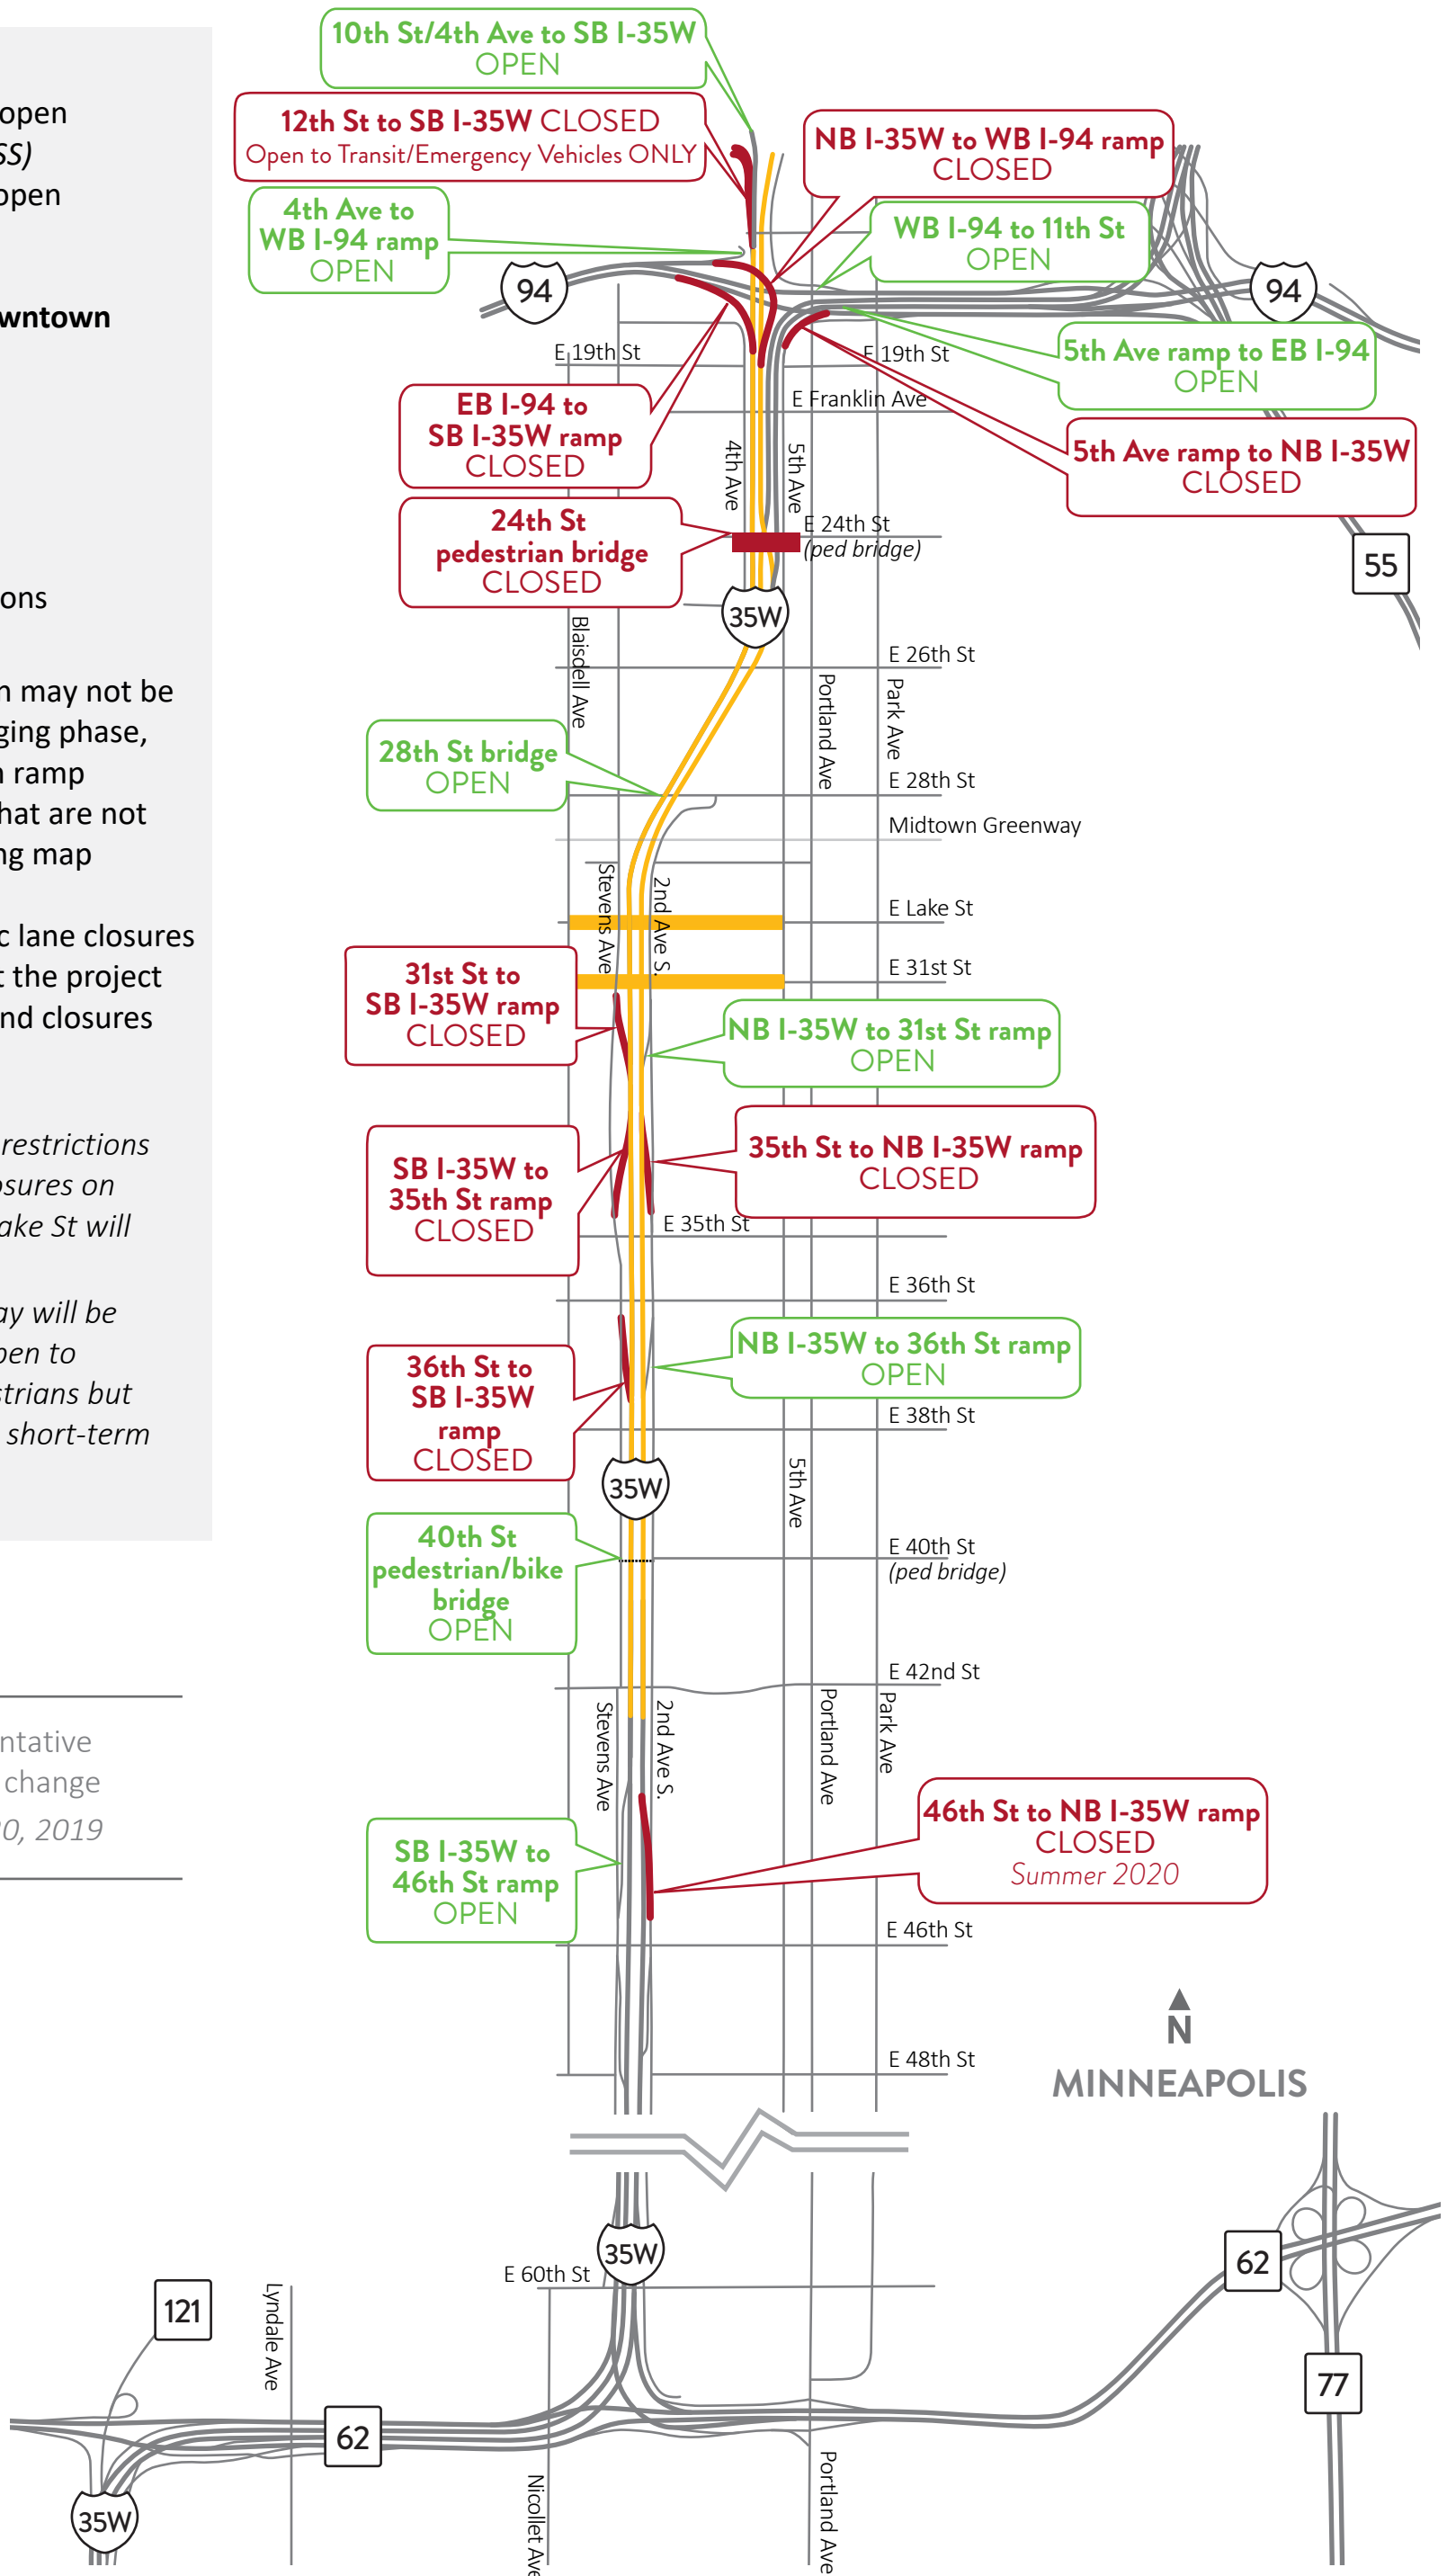 open
SS)
open
wntown
ons
n may not be
ging phase,
n ramp
hat are not
ng map
c lane closures
t the project
nd closures
restrictions
osures on
ake St will
ay will be
pen to
strians but
short-term
ntative
change
0, 2019
10th St/4th Ave to SB I-35W
OPEN
12th St to SB I-35W CLOSED
Open to Transit/Emergency Vehicles ONLY
NB I-35W to WB I-94 ramp
CLOSED
4th Ave to
WB I-94 ramp
OPEN
WB I-94 to 11th St
OPEN
94
94
E 19th St
E 19th St
5th Ave ramp to EB I-94
OPEN
E Franklin Ave
EB I-94 to
SB I-35W ramp
CLOSED
4th Ave
5th Ave
5th Ave ramp to NB I-35W
CLOSED
24th St
pedestrian bridge
CLOSED
E 24th St
(ped bridge)
55
35W
Blaisdell Ave
E 26th St
Portland Ave
Park Ave
28th St bridge
OPEN
E 28th St
Midtown Greenway
Stevens Ave
2nd Ave S.
E Lake St
E 31st St
31st St to
SB I-35W ramp
CLOSED
NB I-35W to 31st St ramp
OPEN
SB I-35W to
35th St ramp
CLOSED
35th St to NB I-35W ramp
CLOSED
E 35th St
E 36th St
NB I-35W to 36th St ramp
OPEN
36th St to
SB I-35W
ramp
CLOSED
E 38th St
35W
5th Ave
40th St
pedestrian/bike
bridge
OPEN
E 40th St
(ped bridge)
E 42nd St
Stevens Ave
2nd Ave S.
Portland Ave
Park Ave
46th St to NB I-35W ramp
CLOSED
Summer 2020
SB I-35W to
46th St ramp
OPEN
E 46th St
N
E 48th St
MINNEAPOLIS
35W
E 60th St
62
121
Lyndale Ave
77
62
35W
Nicollet Ave
Portland Ave